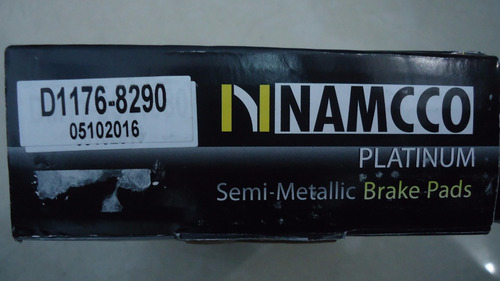 D1176-8290
05102016
NAMCCO
PLATINUM
Semi-Metallic Brake Pads